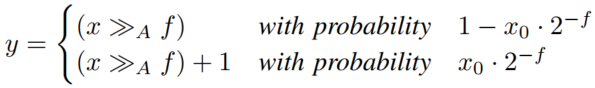 y = { (x ≫_A f) with probability 1 − x_0 · 2^{−f}
(x ≫_A f) + 1 with probability x_0 · 2^{−f}